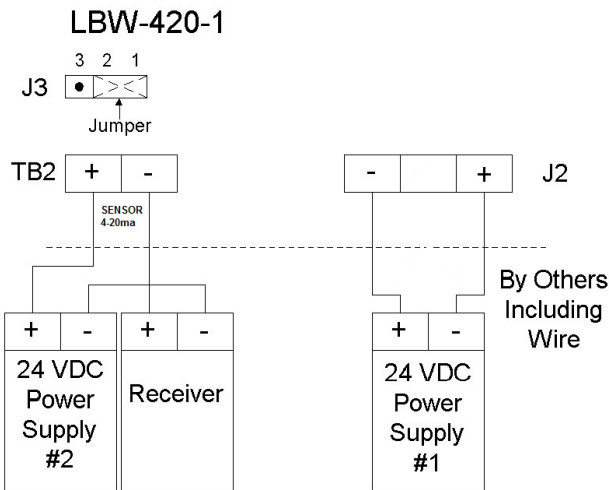 LBW-420-1
3 2 1
J3
Jumper
TB2 + - - + J2
SENSOR
4-20ma
By Others
Including
Wire
+ - + - + -
24 VDC
Power
Supply
#2
Receiver
24 VDC
Power
Supply
#1